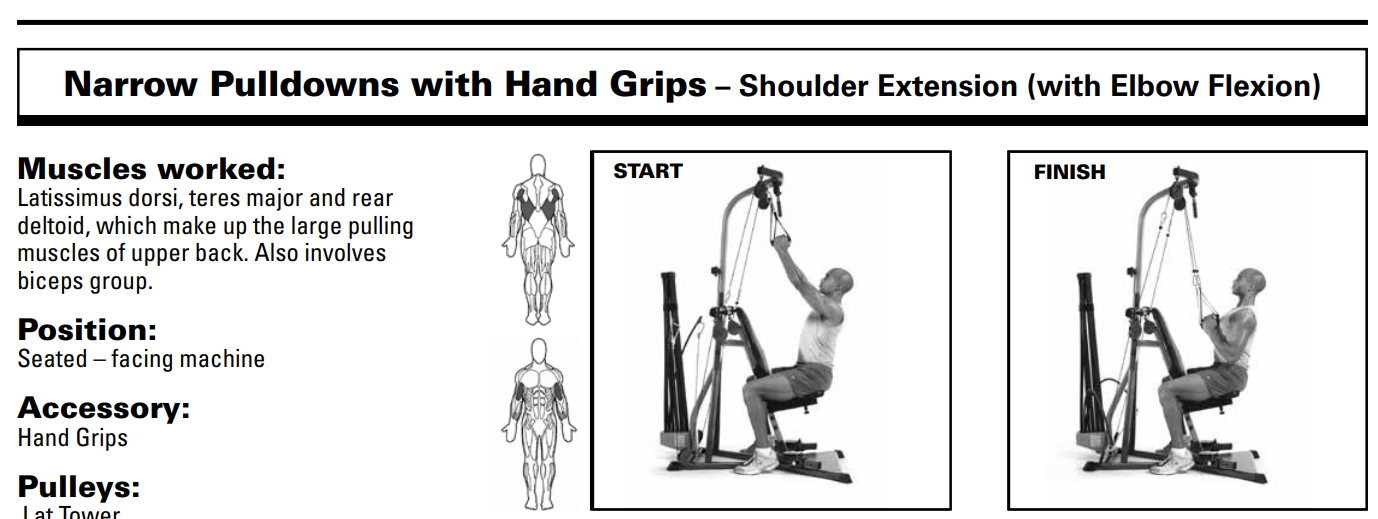 Narrow Pulldowns with Hand Grips – Shoulder Extension (with Elbow Flexion)
Muscles worked:
Latissimus dorsi, teres major and rear
deltoid, which make up the large pulling
muscles of upper back. Also involves
biceps group.
Position:
Seated – facing machine
Accessory:
Hand Grips
Pulleys:
Lat Tower
START
FINISH